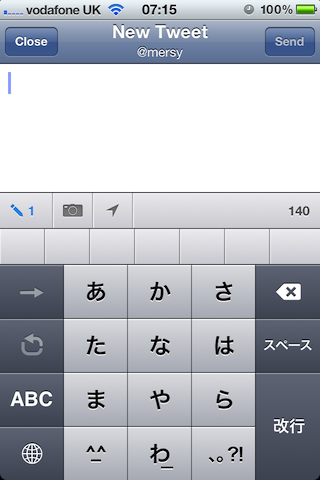 vodafone UK 07:15 100%
Close New Tweet Send
@mersy
1 140
→ あ か さ
た な は スペース
ABC ま や ら 改行
^_^ わ_ 、。?!